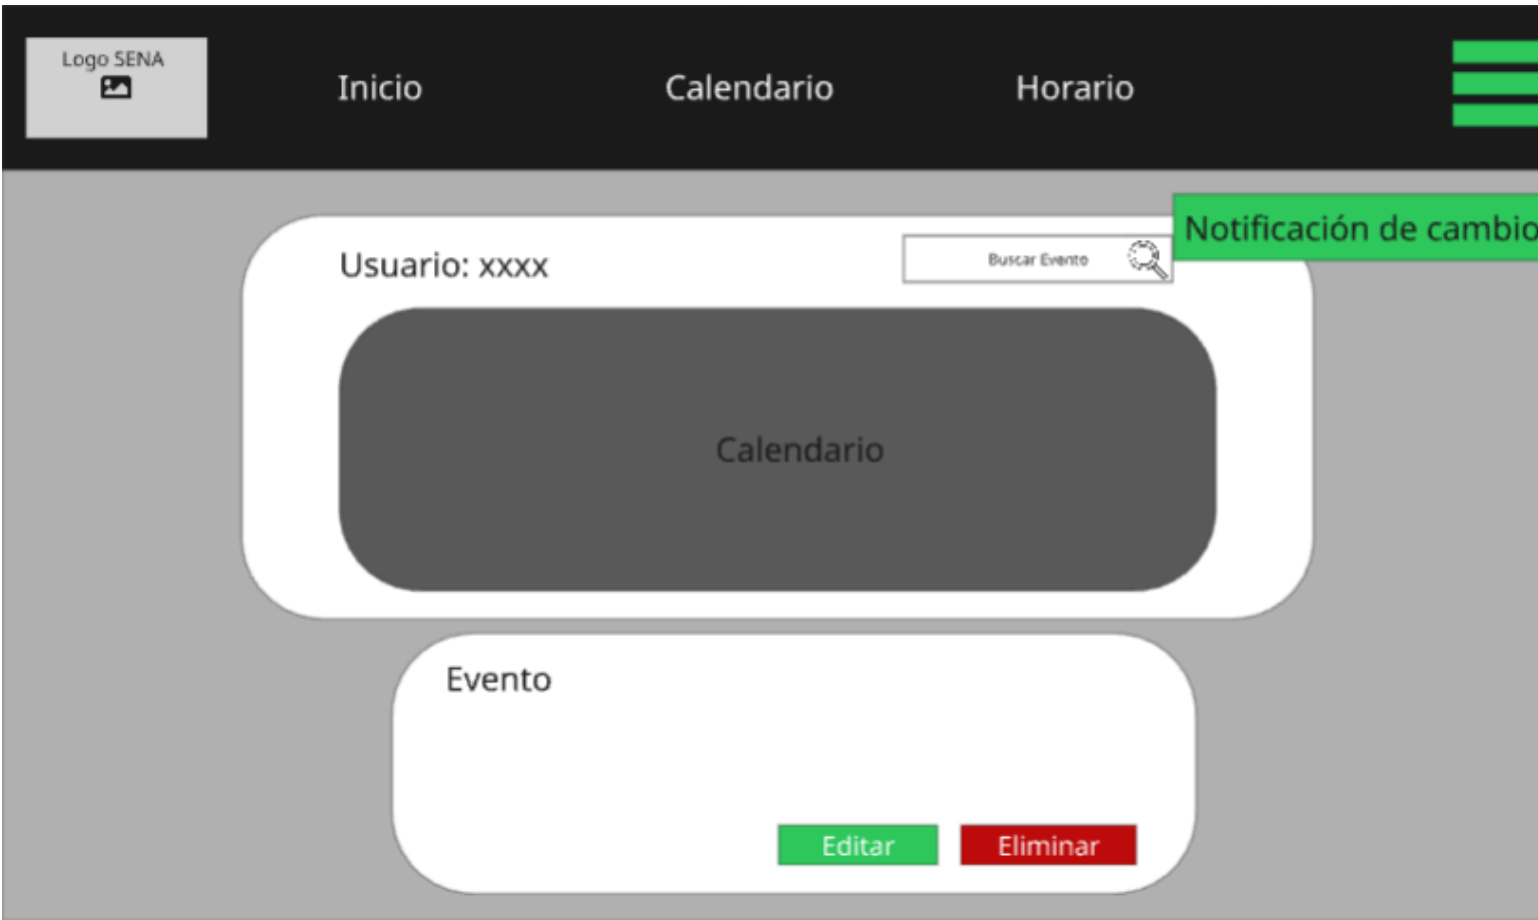 Logo SENA
Inicio
Calendario
Horario
Notificación de cambio
Usuario: xxxx
Buscar Evento
Calendario
Evento
Editar
Eliminar